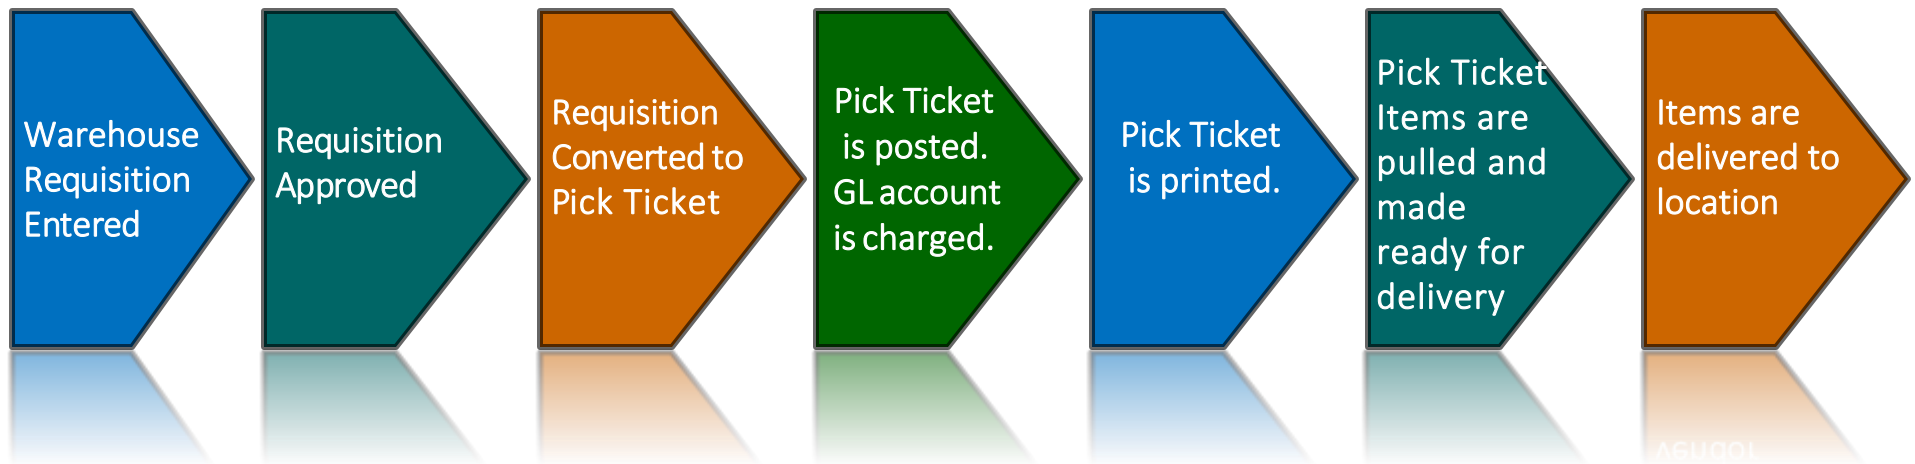 Warehouse
Requisition
Entered
Requisition
Approved
Requisition
Converted to
Pick Ticket
Pick Ticket
is posted.
GL account
is charged.
Pick Ticket
is printed.
Pick Ticket
Items are
pulled and
made
ready for
delivery
Items are
delivered to
location